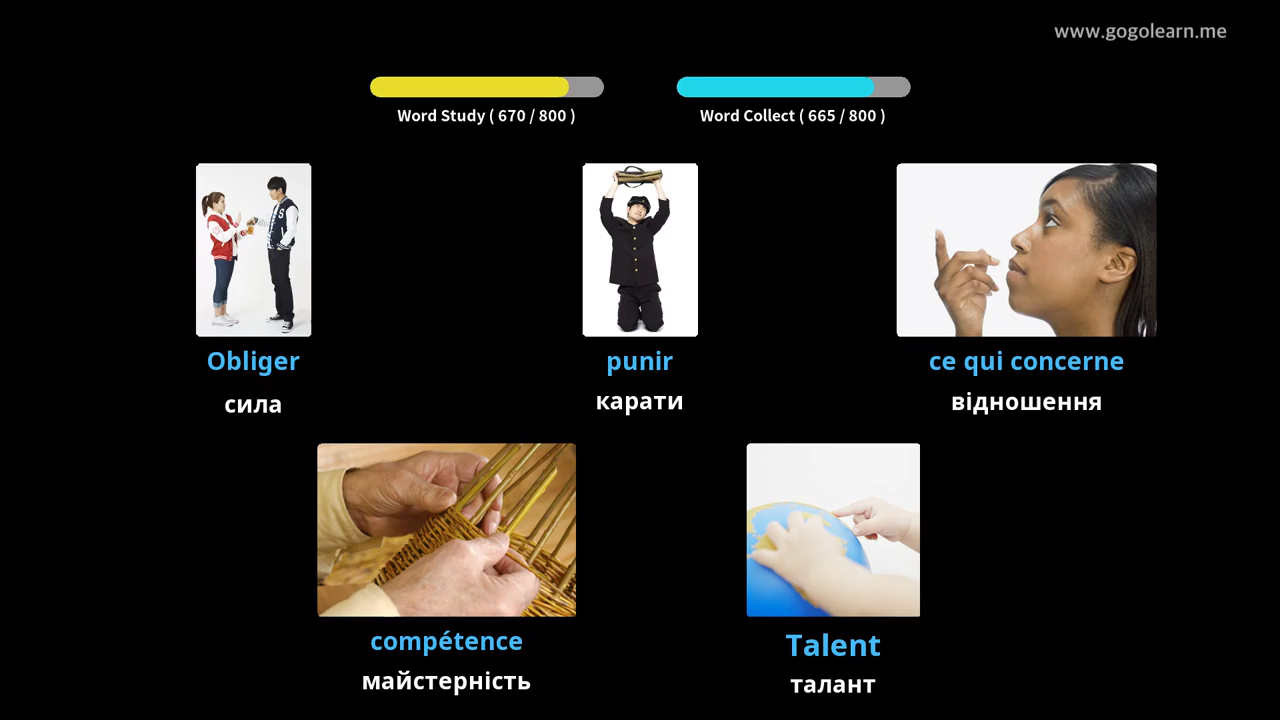 www.gogolearn.me
Word Study ( 670 / 800 )
Word Collect ( 665 / 800 )
Obliger
сила
punir
карати
ce qui concerne
відношення
compétence
майстерність
Talent
талант